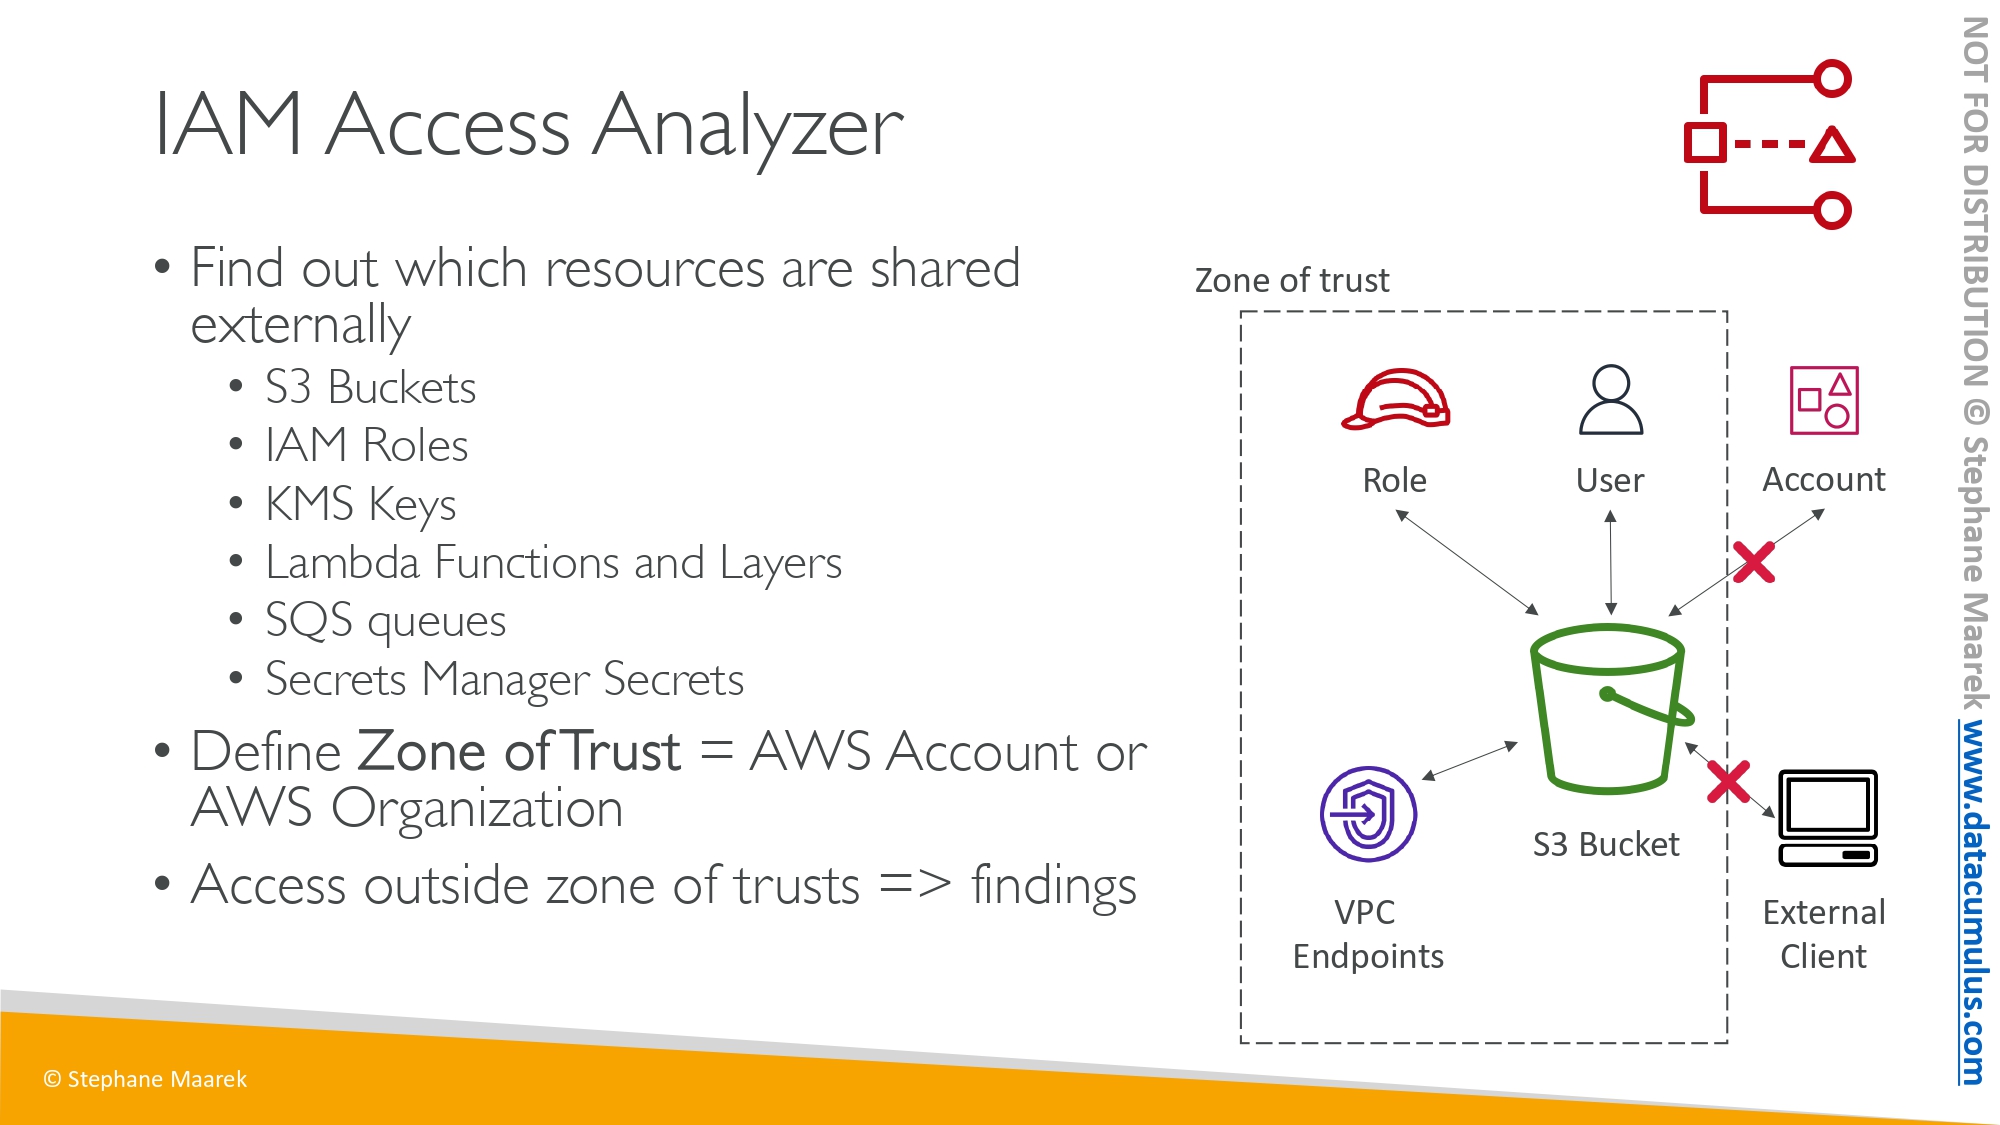 IAM Access Analyzer
• Find out which resources are shared
externally
• S3 Buckets
• IAM Roles
• KMS Keys
• Lambda Functions and Layers
• SQS queues
• Secrets Manager Secrets
• Define Zone of Trust = AWS Account or
AWS Organization
• Access outside zone of trusts => findings
Zone of trust
Role
User
Account
S3 Bucket
VPC
Endpoints
External
Client
© Stephane Maarek
NOT FOR DISTRIBUTION © Stephane Maarek www.datacumulus.com